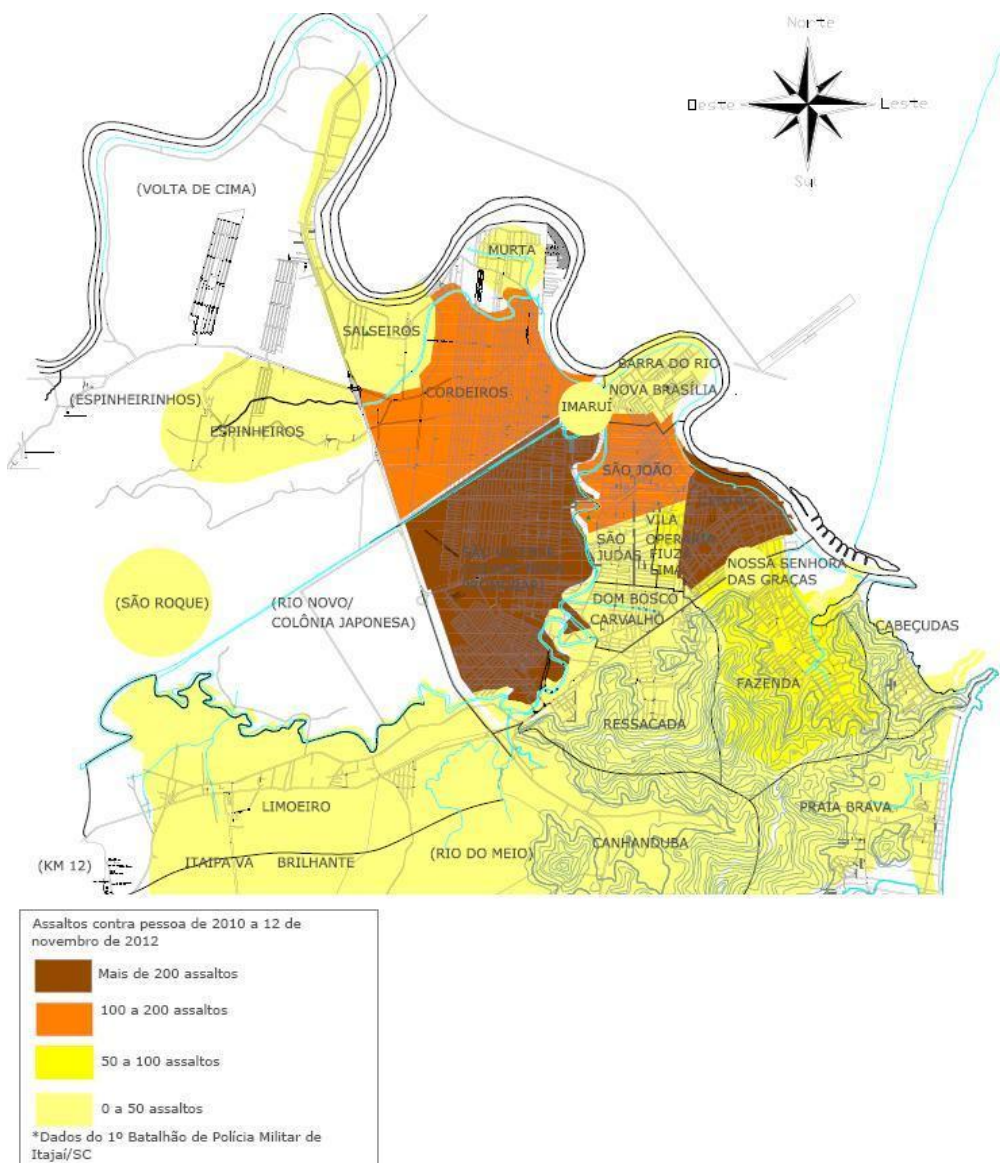 Norte
Oeste
Leste
Sul
(VOLTA DE CIMA)
MURTA
SALSEIROS
BARRA DO RIO
CORDEIROS
NOVA BRASÍLIA
(ESPINHEIRINHOS)
IMARUÍ
ESPINHEIROS
SÃO JOÃO
VILA
OPERARIA
SÃO
JUDAS
FIUZA
LIMA
NOSSA SENHORA
DAS GRAÇAS
(SÃO ROQUE)
(RIO NOVO/
COLÔNIA JAPONESA)
DOM BOSCO
CARVALHO
CABEÇUDAS
FAZENDA
RESSACADA
LIMOEIRO
PRAIA BRAVA
CANHANDUBA
(KM 12)
ITAIPAVA
BRILHANTE
(RIO DO MEIO)
Assaltos contra pessoa de 2010 a 12 de
novembro de 2012
Mais de 200 assaltos
100 a 200 assaltos
50 a 100 assaltos
0 a 50 assaltos
*Dados do 1º Batalhão de Polícia Militar de
Itajaí/SC